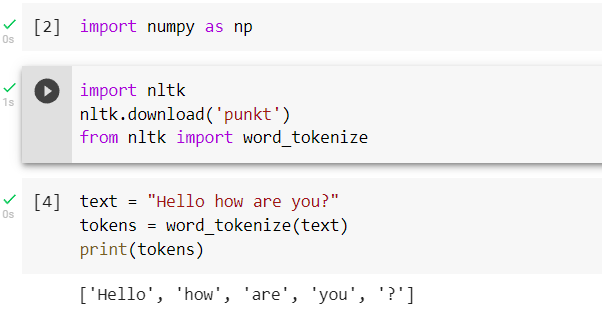 0s [2] import numpy as np
1s import nltk
nltk.download('punkt')
from nltk import word_tokenize
0s [4] text = "Hello how are you?"
tokens = word_tokenize(text)
print(tokens)
['Hello', 'how', 'are', 'you', '?']